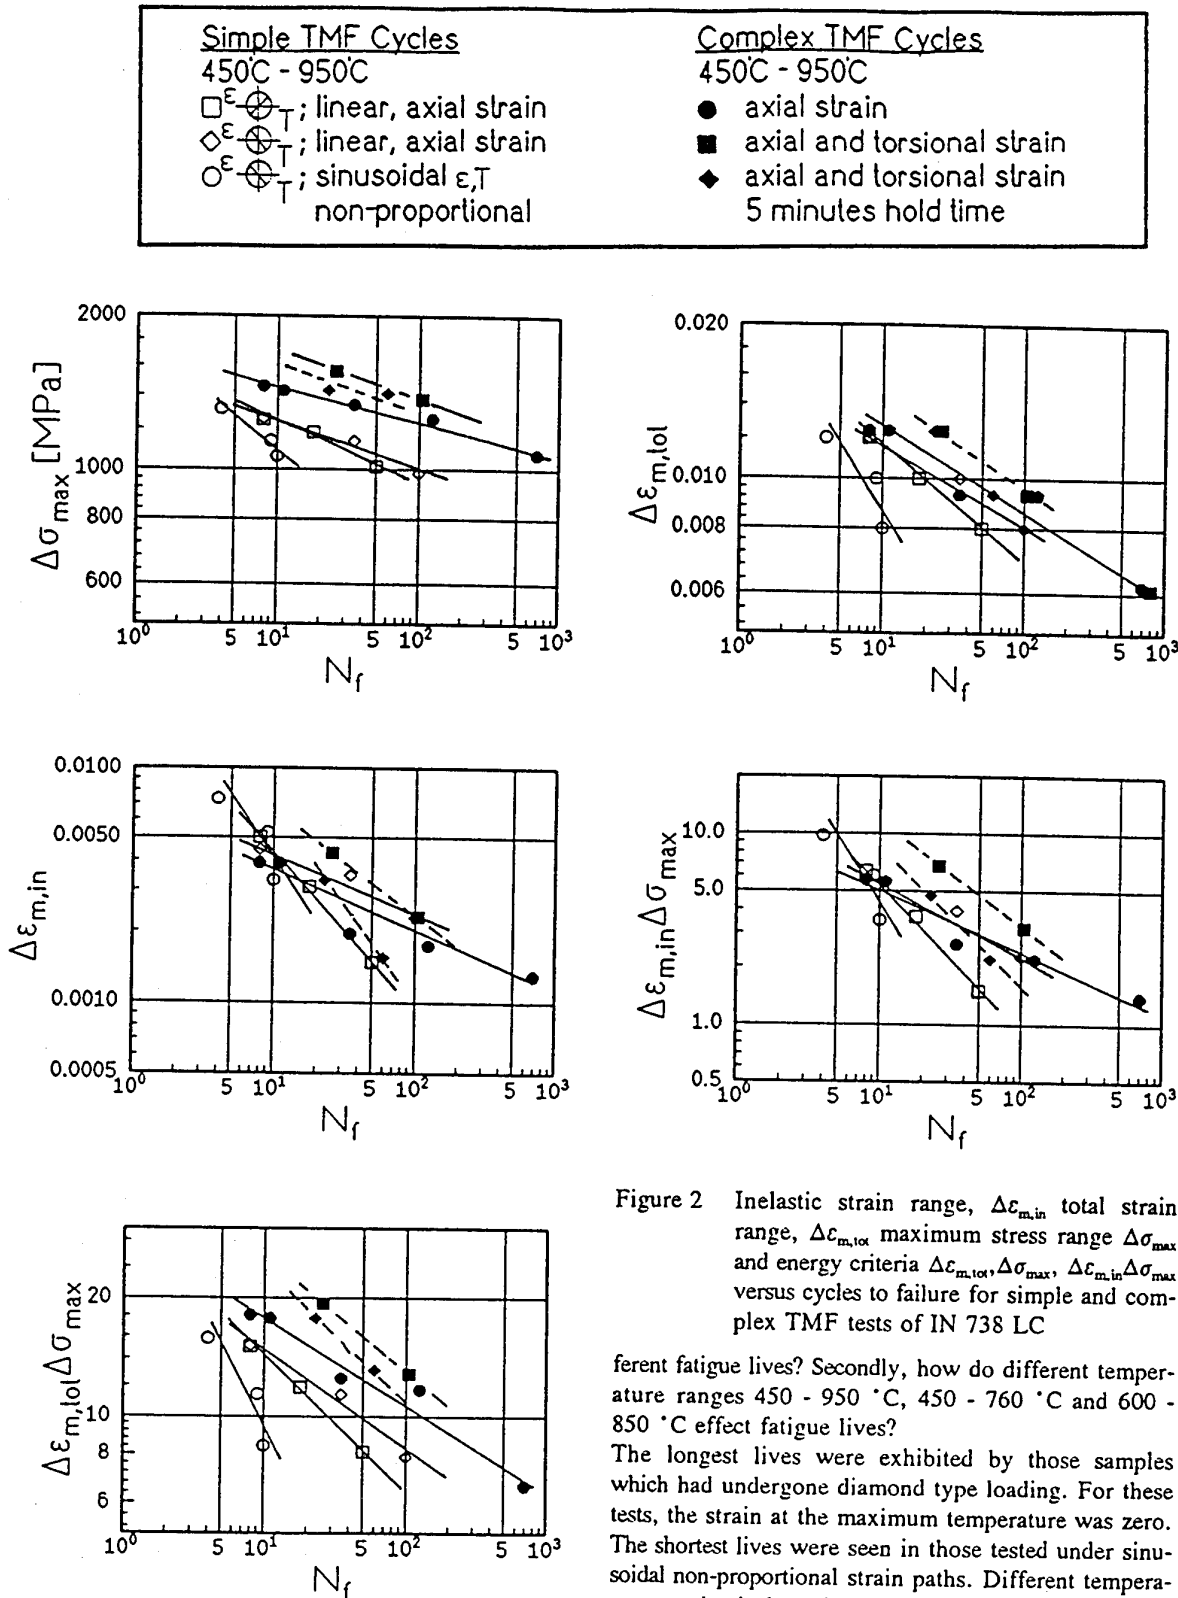 Simple TMF Cycles
450°C - 950°C
ε T ; linear, axial strain
ε T ; linear, axial strain
ε T ; sinusoidal ε,T
non-proportional
Complex TMF Cycles
450°C - 950°C
axial strain
axial and torsional strain
axial and torsional strain
5 minutes hold time
Δσmax [MPa]
2000
1000
800
600
10⁰ 5 10¹ 5 10² 5 10³
Nf
Δεm,tot
0.020
0.010
0.008
0.006
10⁰ 5 10¹ 5 10² 5 10³
Nf
Δεm,in
0.0100
0.0050
0.0010
0.0005
10⁰ 5 10¹ 5 10² 5 10³
Nf
Δεm,inΔσmax
10.0
5.0
1.0
0.5
10⁰ 5 10¹ 5 10² 5 10³
Nf
Δεm,totΔσmax
20
10
8
6
10⁰ 5 10¹ 5 10² 5 10³
Nf
Figure 2 Inelastic strain range, Δεm,in total strain
range, Δεm,tot maximum stress range Δσmax
and energy criteria Δεm,tot,Δσmax, Δεm,inΔσmax
versus cycles to failure for simple and com-
plex TMF tests of IN 738 LC
ferent fatigue lives? Secondly, how do different temper-
ature ranges 450 - 950 °C, 450 - 760 °C and 600 -
850 °C effect fatigue lives?
The longest lives were exhibited by those samples
which had undergone diamond type loading. For these
tests, the strain at the maximum temperature was zero.
The shortest lives were seen in those tested under sinu-
soidal non-proportional strain paths. Different tempera-